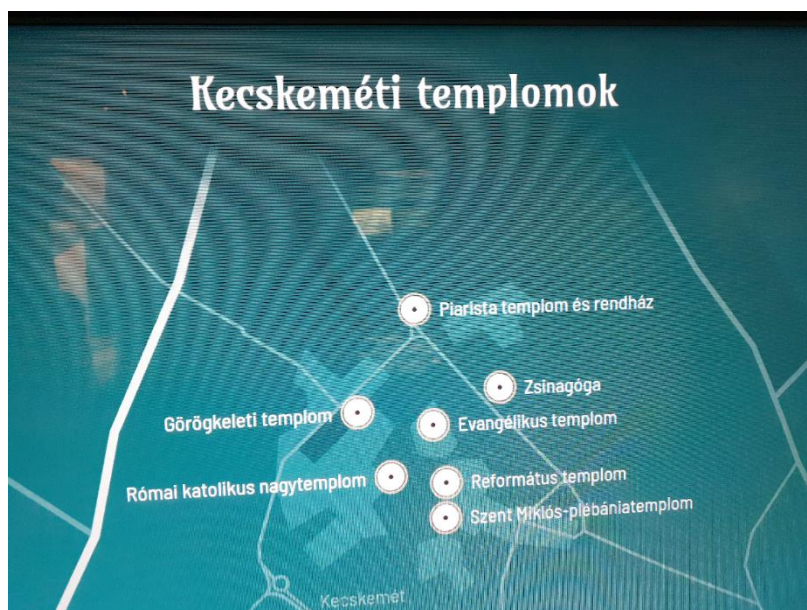 Kecskeméti templomok
Piarista templom és rendház
Zsinagóga
Görögkeleti templom
Evangélikus templom
Római katolikus nagytemplom
Református templom
Szent Miklós-plébániatemplom
Kecskemét